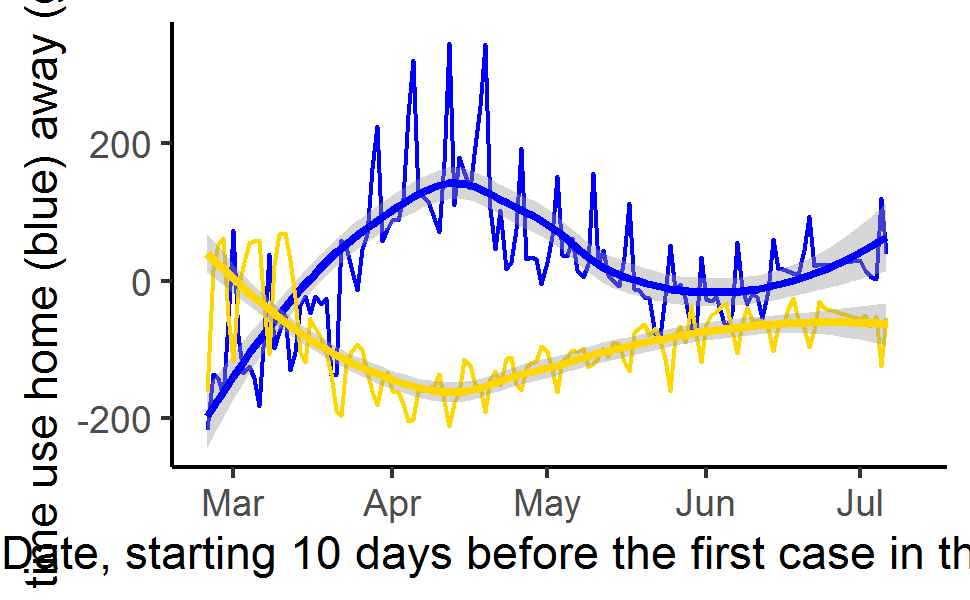 time use home (blue) away (
200
0
-200
Mar Apr May Jun Jul
Date, starting 10 days before the first case in th